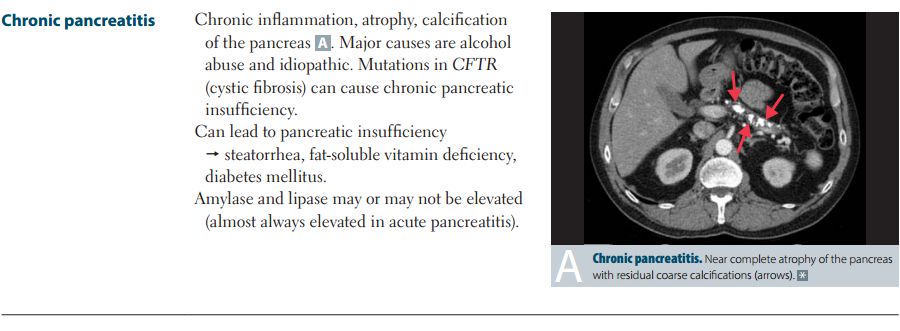 Chronic pancreatitis
Chronic inflammation, atrophy, calcification
of the pancreas A. Major causes are alcohol
abuse and idiopathic. Mutations in CFTR
(cystic fibrosis) can cause chronic pancreatic
insufficiency.
Can lead to pancreatic insufficiency
→ steatorrhea, fat-soluble vitamin deficiency,
diabetes mellitus.
Amylase and lipase may or may not be elevated
(almost always elevated in acute pancreatitis).
A
Chronic pancreatitis. Near complete atrophy of the pancreas
with residual coarse calcifications (arrows). *